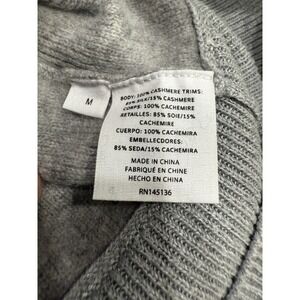 M
BODY: 100% CASHMERE TRIMS:
85% SILK/15% CASHMERE
CORPS: 100% CACHEMIRE
RETAILLES: 85% SOIE/15%
CACHEMIRE
CUERPO: 100% CACHEMIRA
EMBELLECDORES:
85% SEDA/15% CACHEMIRA
MADE IN CHINA
FABRIQUÉ EN CHINE
HECHO EN CHINA
RN145136